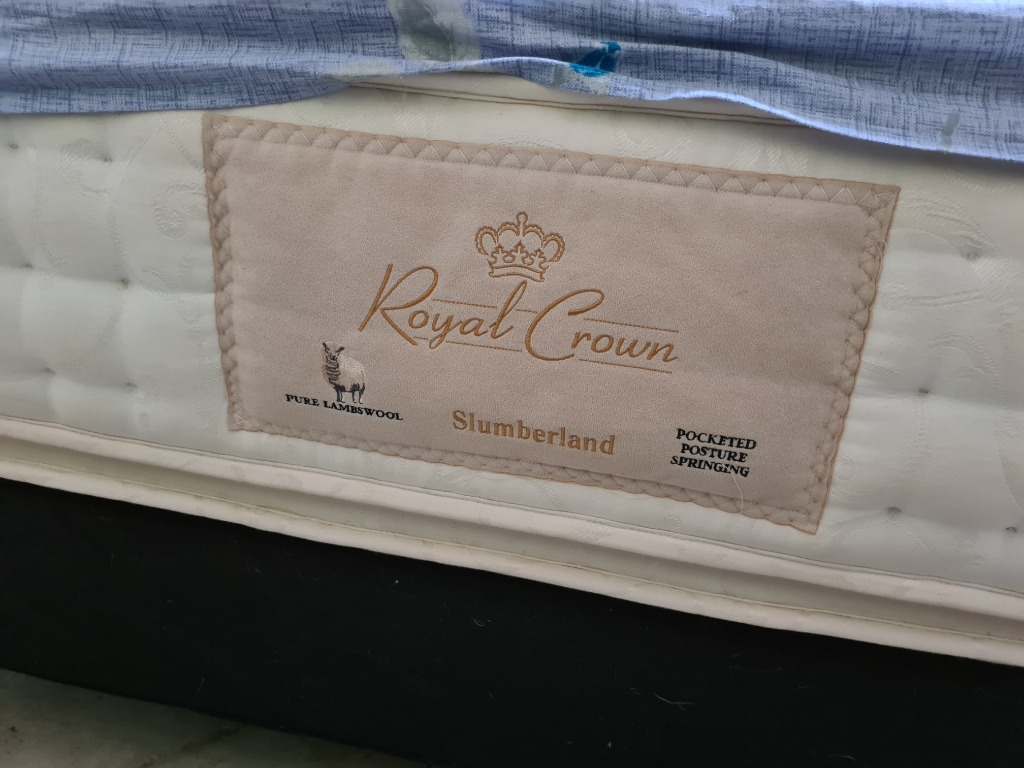 Royal Crown
PURE LAMBSWOOL
Slumberland
POCKETED
POSTURE
SPRINGING